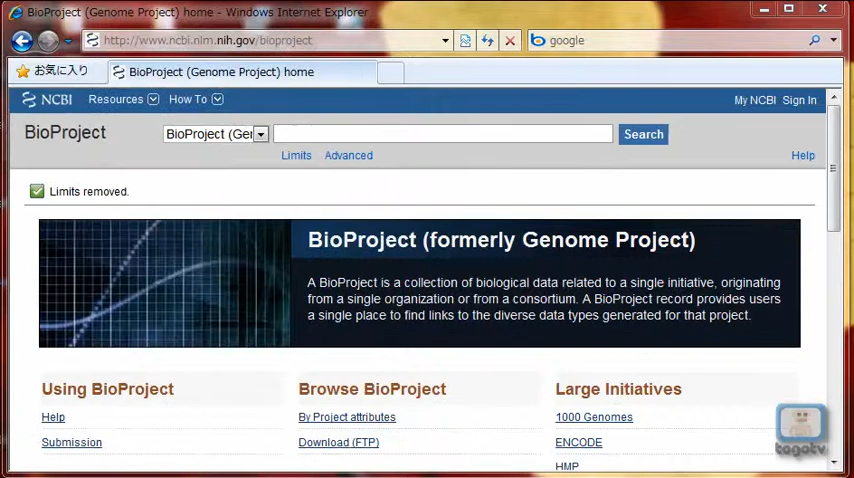 BioProject (Genome Project) home - Windows Internet Explorer
http://www.ncbi.nlm.nih.gov/bioproject
google
お気に入り
BioProject (Genome Project) home
NCBI Resources How To My NCBI Sign In
BioProject BioProject (Ger Search
Limits Advanced Help
Limits removed.
BioProject (formerly Genome Project)
A BioProject is a collection of biological data related to a single initiative, originating
from a single organization or from a consortium. A BioProject record provides users
a single place to find links to the diverse data types generated for that project.
Using BioProject Browse BioProject Large Initiatives
Help By Project attributes 1000 Genomes
Submission Download (FTP) ENCODE
HMP
togotv